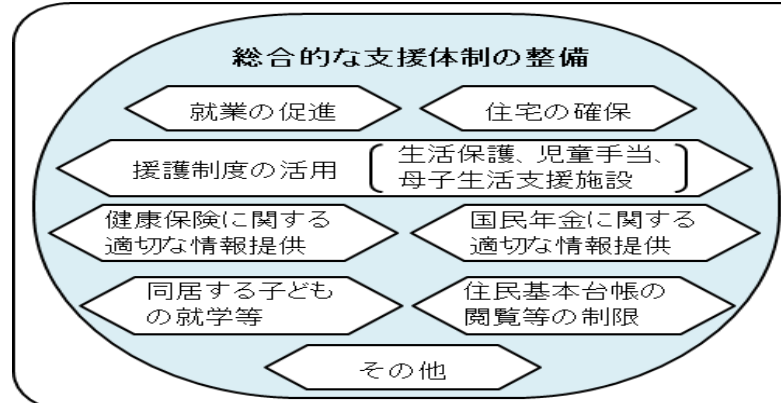 総合的な支援体制の整備
就業の促進
住宅の確保
援護制度の活用
生活保護、児童手当、
母子生活支援施設
健康保険に関する
適切な情報提供
国民年金に関する
適切な情報提供
同居する子ども
の就学等
住民基本台帳の
閲覧等の制限
その他